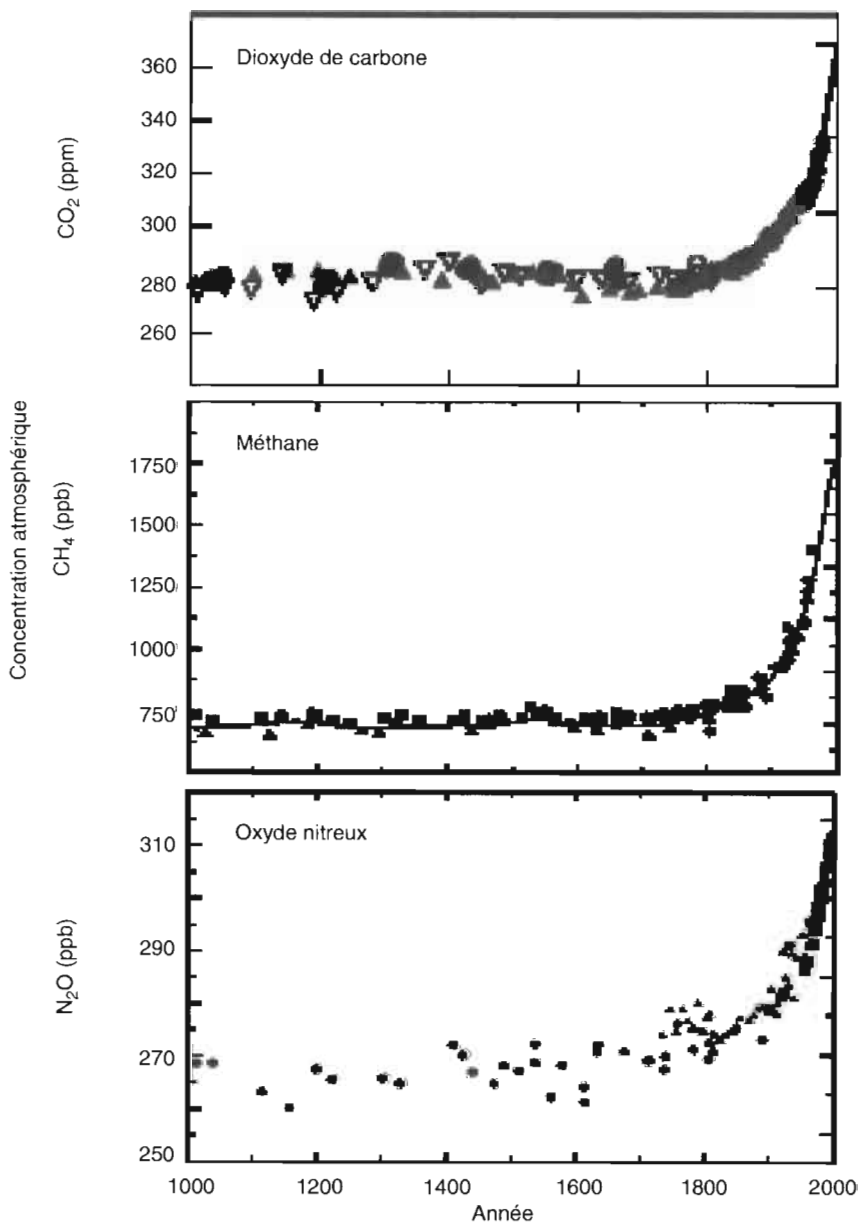 Dioxyde de carbone
360
340
320
300
280
260
CO₂ (ppm)
Concentration atmosphérique
Méthane
1750
1500
1250
1000
750
CH₄ (ppb)
Oxyde nitreux
310
290
270
250
N₂O (ppb)
1000 1200 1400 1600 1800 2000
Année